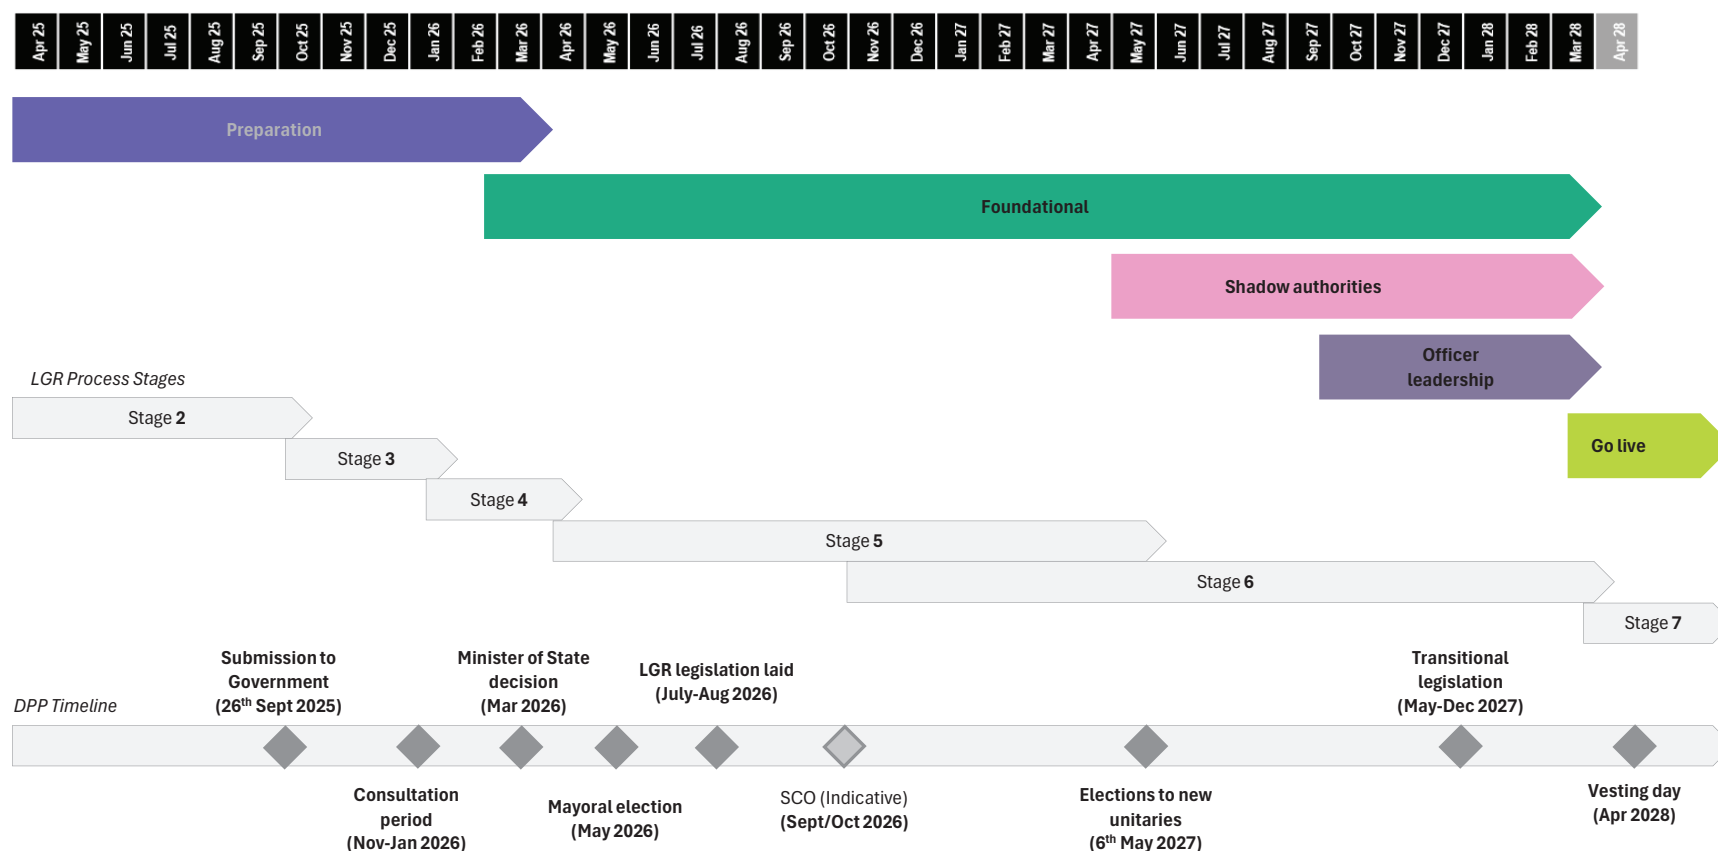 Apr 25
May 25
Jun 25
Jul 25
Aug 25
Sep 25
Oct 25
Nov 25
Dec 25
Jan 26
Feb 26
Mar 26
Apr 26
May 26
Jun 26
Jul 26
Aug 26
Sep 26
Oct 26
Nov 26
Dec 26
Jan 27
Feb 27
Mar 27
Apr 27
May 27
Jun 27
Jul 27
Aug 27
Sep 27
Oct 27
Nov 27
Dec 27
Jan 28
Feb 28
Mar 28
Apr 28
Preparation
Foundational
Shadow authorities
Officer
leadership
Go live
LGR Process Stages
Stage 2
Stage 3
Stage 4
Stage 5
Stage 6
Stage 7
DPP Timeline
Submission to
Government
(26th Sept 2025)
Minister of State
decision
(Mar 2026)
LGR legislation laid
(July-Aug 2026)
Transitional
legislation
(May-Dec 2027)
Consultation
period
(Nov-Jan 2026)
Mayoral election
(May 2026)
SCO (Indicative)
(Sept/Oct 2026)
Elections to new
unitaries
(6th May 2027)
Vesting day
(Apr 2028)